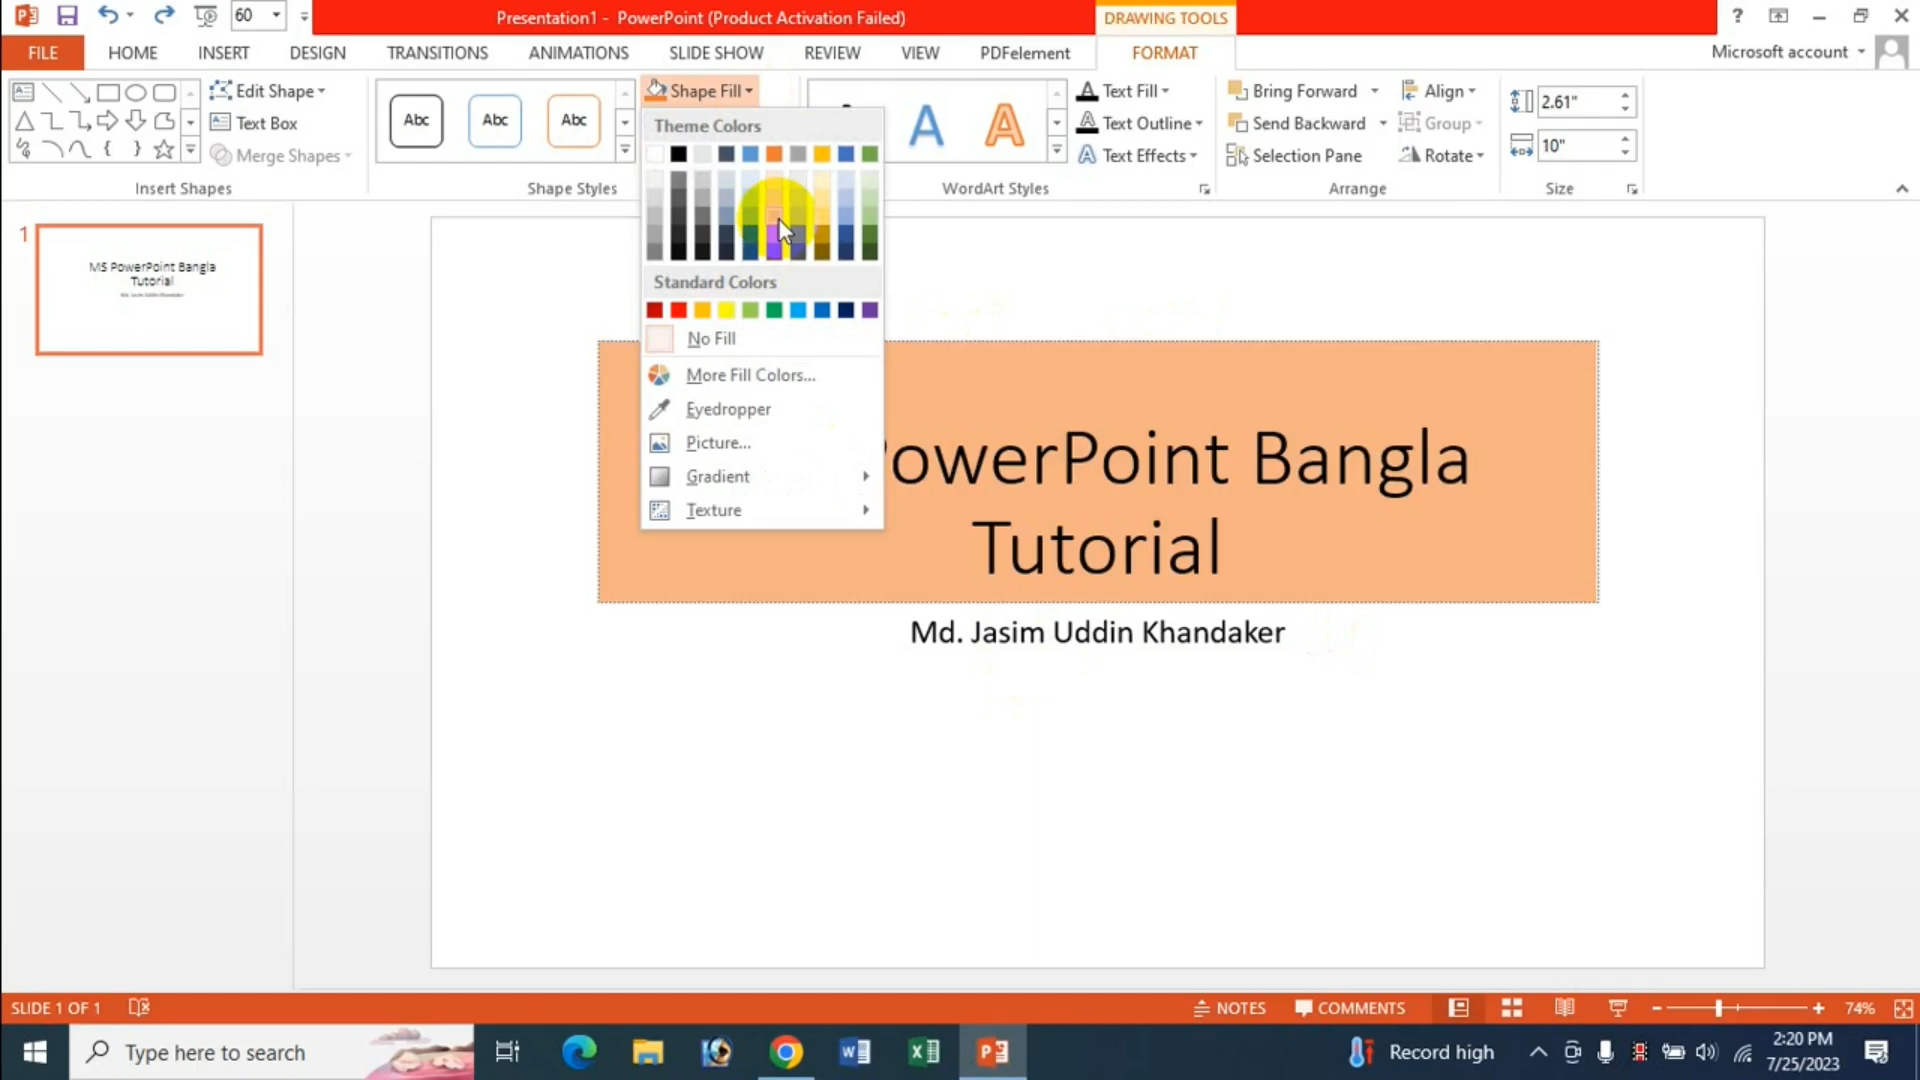 60
Presentation1 - PowerPoint (Product Activation Failed)
DRAWING TOOLS
?
FILE
HOME
INSERT
DESIGN
TRANSITIONS
ANIMATIONS
SLIDE SHOW
REVIEW
VIEW
PDFelement
FORMAT
Microsoft account
Edit Shape
Text Box
Merge Shapes
Insert Shapes
Abc
Abc
Abc
Shape Styles
Shape Fill
Theme Colors
Standard Colors
No Fill
More Fill Colors...
Eyedropper
Picture...
Gradient
Texture
A
A
Text Fill
Text Outline
Text Effects
WordArt Styles
Bring Forward
Send Backward
Selection Pane
Align
Group
Rotate
Arrange
2.61"
10"
Size
1
MS PowerPoint Bangla
Tutorial
Md. Jasim Uddin Khandaker
owerPoint Bangla
Tutorial
Md. Jasim Uddin Khandaker
SLIDE 1 OF 1
NOTES
COMMENTS
74%
Type here to search
Record high
2:20 PM
7/25/2023